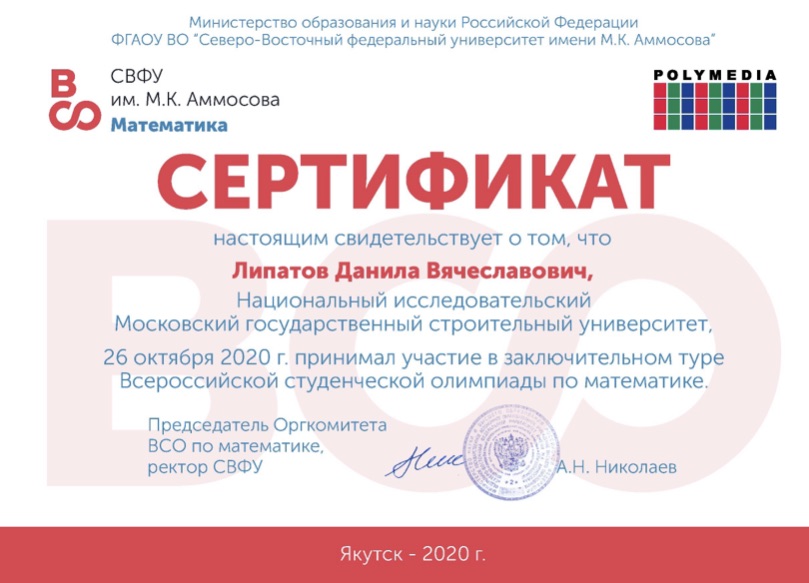 Министерство образования и науки Российской Федерации
ФГАОУ ВО "Северо-Восточный федеральный университет имени М.К. Аммосова"
ВСО
СВФУ
им. М.К. Аммосова
Математика
POLYMEDIA
СЕРТИФИКАТ
настоящим свидетельствует о том, что
Липатов Данила Вячеславович,
Национальный исследовательский
Московский государственный строительный университет,
26 октября 2020 г. принимал участие в заключительном туре
Всероссийской студенческой олимпиады по математике.
Председатель Оргкомитета
ВСО по математике,
ректор СВФУ
А.Н. Николаев
Якутск - 2020 г.